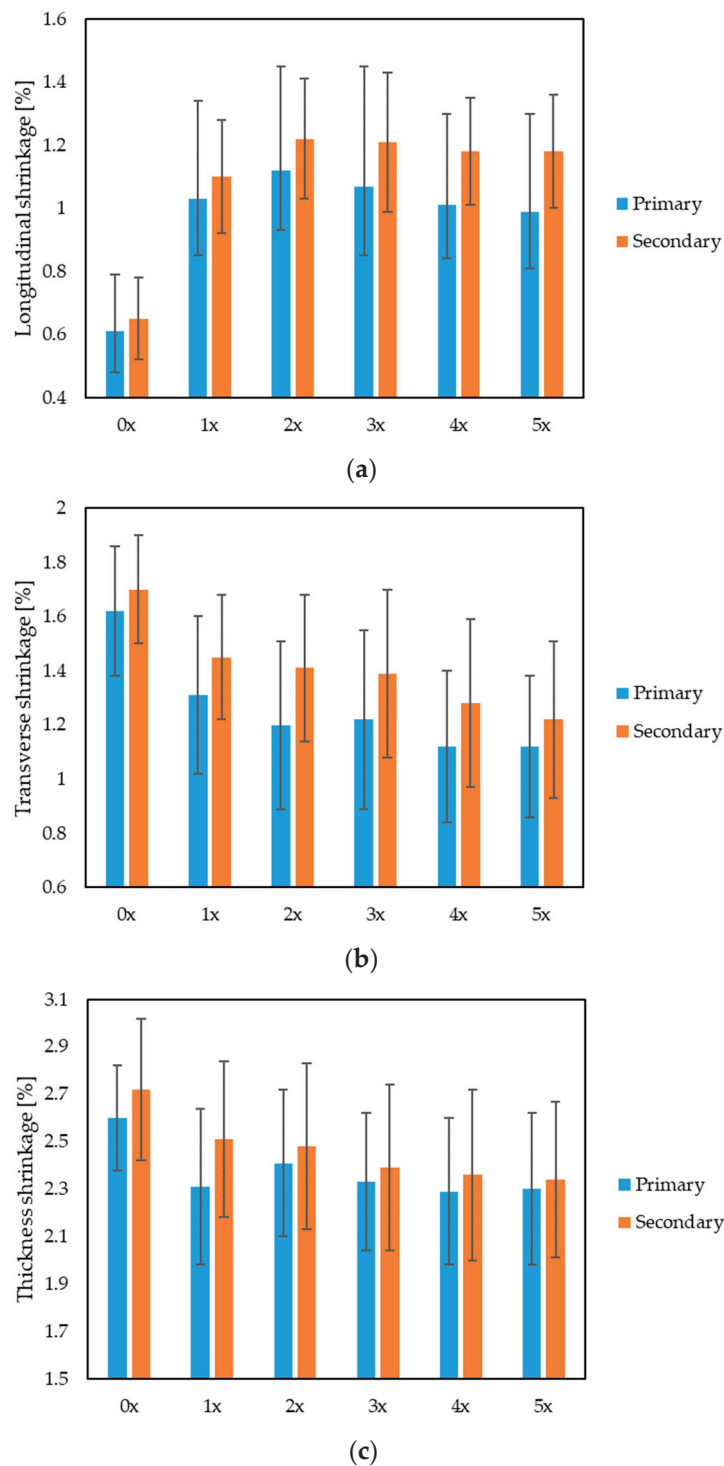 1.6
1.4
1.2
1
0.8
0.6
0.4
Longitudinal shrinkage [%]
0x 1x 2x 3x 4x 5x
Primary
Secondary
(a)
2
1.8
1.6
1.4
1.2
1
0.8
0.6
Transverse shrinkage [%]
0x 1x 2x 3x 4x 5x
Primary
Secondary
(b)
3.1
2.9
2.7
2.5
2.3
2.1
1.9
1.7
1.5
Thickness shrinkage [%]
0x 1x 2x 3x 4x 5x
Primary
Secondary
(c)